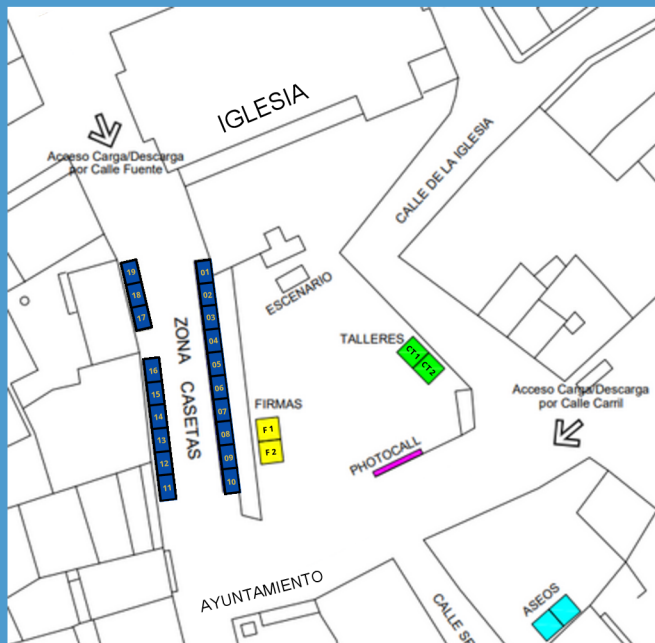 IGLESIA
Acceso Carga/Descarga
por Calle Fuente
CALLE DE LA IGLESIA
ESCENARIO
19
18
17
01
02
03
04
05
06
07
08
09
10
ZONA CASETAS
16
15
14
13
12
11
TALLERES
CT1
CT2
FIRMAS
F 1
F 2
Acceso Carga/Descarga
por Calle Carril
PHOTOCALL
AYUNTAMIENTO
ASEOS
CALLE